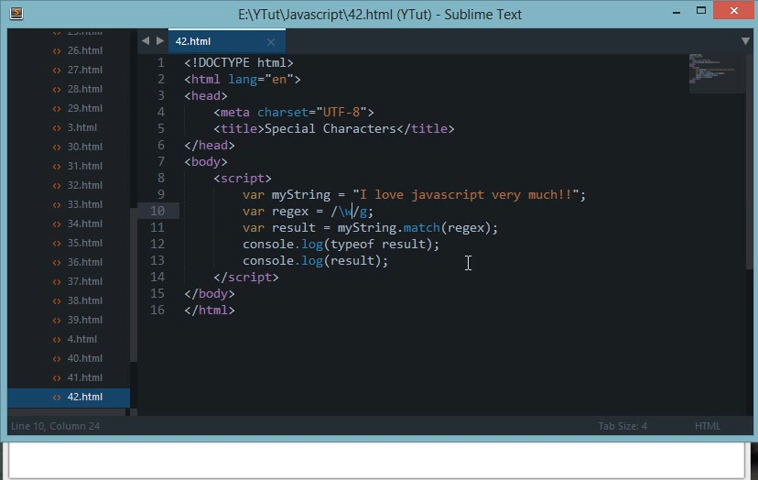 E:\YTut\Javascript\42.html (YTut) - Sublime Text
42.html
26.html
27.html
28.html
29.html
3.html
30.html
31.html
32.html
33.html
34.html
35.html
36.html
37.html
38.html
39.html
4.html
40.html
41.html
42.html
1 <!DOCTYPE html>
2 <html lang="en">
3 <head>
4 <meta charset="UTF-8">
5 <title>Special Characters</title>
6 </head>
7 <body>
8 <script>
9 var myString = "I love javascript very much!!";
10 var regex = /\w/g;
11 var result = myString.match(regex);
12 console.log(typeof result);
13 console.log(result);
14 </script>
15 </body>
16 </html>
Line 10, Column 24
Tab Size: 4
HTML